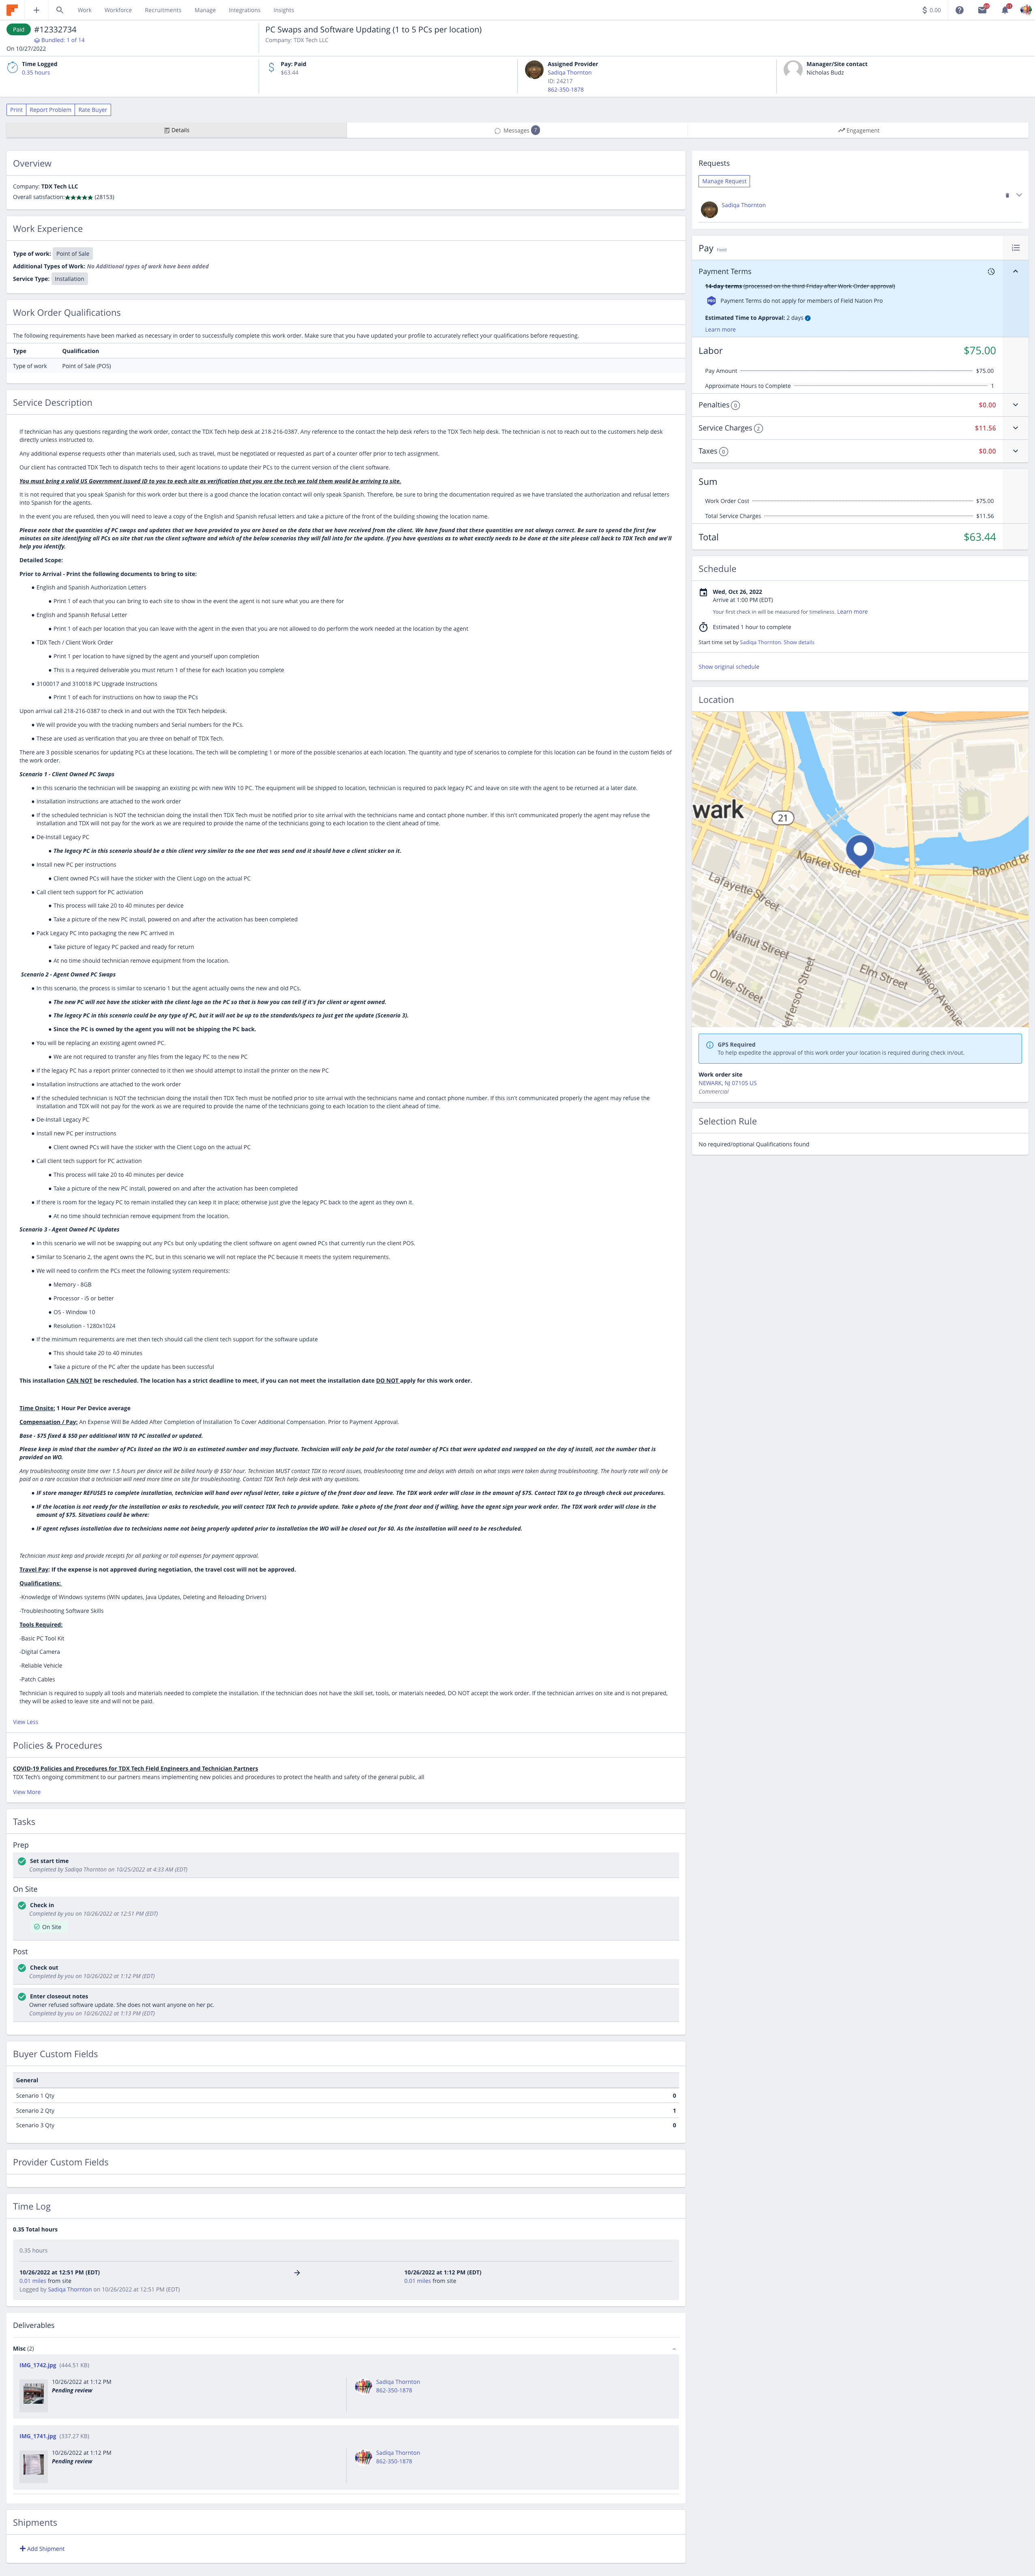 Work Workforce Recruitments Manage Integrations Insights
0.00
Paid #12332734
Bundled: 1 of 14
On 10/27/2022
PC Swaps and Software Updating (1 to 5 PCs per location)
Company: TDX Tech LLC
Time Logged
0.35 hours
Pay: Paid
$63.44
Assigned Provider
Sadiqa Thornton
ID: 24217
862-350-1878
Manager/Site contact
Nicholas Budz
Print Report Problem Rate Buyer
Details
Messages 7
Engagement
Overview
Company: TDX Tech LLC
Overall satisfaction: ★★★★★ (28153)
Work Experience
Type of work: Point of Sale
Additional Types of Work: No Additional types of work have been added
Service Type: Installation
Work Order Qualifications
The following requirements have been marked as necessary in order to successfully complete this work order. Make sure that you have updated your profile to accurately reflect your qualifications before requesting.
Type Qualification
Type of work Point of Sale (POS)
Service Description
If technician has any questions regarding the work order, contact the TDX Tech help desk at 218-216-0387. Any reference to the contact the help desk refers to the TDX Tech help desk. The technician is not to reach out to the customers help desk
directly unless instructed to.
Any additional expense requests other than materials used, such as travel, must be negotiated or requested as part of a counter offer prior to tech assignment.
Our client has contracted TDX Tech to dispatch techs to their agent locations to update their PCs to the current version of the client software.
You must bring a valid US Government issued ID to you to each site as verification that you are the tech we told them would be arriving to site.
It is not required that you speak Spanish for this work order but there is a good chance the location contact will only speak Spanish. Therefore, be sure to bring the documentation required as we have translated the authorization and refusal letters
into Spanish for the agents.
In the event you are refused, then you will need to leave a copy of the English and Spanish refusal letters and take a picture of the front of the building showing the location name.
Please note that the quantities of PC swaps and updates that we have provided to you are based on the data that we have received from the client. We have found that these quantities are not always correct. Be sure to spend the first few
minutes on site identifying all PCs on site that run the client software and which of the below scenarios they will fall into for the update. If you have questions as to what exactly needs to be done at the site please call back to TDX Tech and we'll
help you identify.
Detailed Scope:
Prior to Arrival - Print the following documents to bring to site:
● English and Spanish Authorization Letters
● Print 1 of each that you can bring to each site to show in the event the agent is not sure what you are there for
● English and Spanish Refusal Letter
● Print 1 of each per location that you can leave with the agent in the even that you are not allowed to do perform the work needed at the location by the agent
● TDX Tech / Client Work Order
● Print 1 per location to have signed by the agent and yourself upon completion
● This is a required deliverable you must return 1 of these for each location you complete
● 3100017 and 310018 PC Upgrade Instructions
● Print 1 of each for instructions on how to swap the PCs
Upon arrival call 218-216-0387 to check in and out with the TDX Tech helpdesk.
● We will provide you with the tracking numbers and Serial numbers for the PCs.
● These are used as verification that you are three on behalf of TDX Tech.
There are 3 possible scenarios for updating PCs at these locations. The tech will be completing 1 or more of the possible scenarios at each location. The quantity and type of scenarios to complete for this location can be found in the custom fields of
the work order.
Scenario 1 - Client Owned PC Swaps
● In this scenario the technician will be swapping an existing pc with new WIN 10 PC. The equipment will be shipped to location, technician is required to pack legacy PC and leave on site with the agent to be returned at a later date.
● Installation instructions are attached to the work order
● If the scheduled technician is NOT the technician doing the install then TDX Tech must be notified prior to site arrival with the technicians name and contact phone number. If this isn't communicated properly the agent may refuse the
installation and TDX will not pay for the work as we are required to provide the name of the technicians going to each location to the client ahead of time.
● De-Install Legacy PC
● The legacy PC in this scenario should be a thin client very similar to the one that was send and it should have a client sticker on it.
● Install new PC per instructions
● Client owned PCs will have the sticker with the Client Logo on the actual PC
● Call client tech support for PC activiation
● This process will take 20 to 40 minutes per device
● Take a picture of the new PC install, powered on and after the activation has been completed
● Pack Legacy PC into packaging the new PC arrived in
● Take picture of legacy PC packed and ready for return
● At no time should technician remove equipment from the location.
Scenario 2 - Agent Owned PC Swaps
● In this scenario, the process is similar to scenario 1 but the agent actually owns the new and old PCs.
● The new PC will not have the sticker with the client logo on the PC so that is how you can tell if it's for client or agent owned.
● The legacy PC in this scenario could be any type of PC, but it will not be up to the standards/specs to just get the update (Scenario 3).
● Since the PC is owned by the agent you will not be shipping the PC back.
● You will be replacing an existing agent owned PC.
● We are not required to transfer any files from the legacy PC to the new PC
● If the legacy PC has a report printer connected to it then we should attempt to install the printer on the new PC
● Installation instructions are attached to the work order
● If the scheduled technician is NOT the technician doing the install then TDX Tech must be notified prior to site arrival with the technicians name and contact phone number. If this isn't communicated properly the agent may refuse the
installation and TDX will not pay for the work as we are required to provide the name of the technicians going to each location to the client ahead of time.
● De-Install Legacy PC
● Install new PC per instructions
● Client owned PCs will have the sticker with the Client Logo on the actual PC
● Call client tech support for PC activation
● This process will take 20 to 40 minutes per device
● Take a picture of the new PC install, powered on and after the activation has been completed
● If there is room for the legacy PC to remain installed they can keep it in place; otherwise just give the legacy PC back to the agent as they own it.
● At no time should technician remove equipment from the location.
Scenario 3 - Agent Owned PC Updates
● In this scenario we will not be swapping out any PCs but only updating the client software on agent owned PCs that currently run the client POS.
● Similar to Scenario 2, the agent owns the PC, but in this scenario we will not replace the PC because it meets the system requirements.
● We will need to confirm the PCs meet the following system requirements:
● Memory - 8GB
● Processor - i5 or better
● OS - Window 10
● Resolution - 1280x1024
● If the minimum requirements are met then tech should call the client tech support for the software update
● This should take 20 to 40 minutes
● Take a picture of the PC after the update has been successful
This installation CAN NOT be rescheduled. The location has a strict deadline to meet, if you can not meet the installation date DO NOT apply for this work order.
Time Onsite: 1 Hour Per Device average
Compensation / Pay: An Expense Will Be Added After Completion of Installation To Cover Additional Compensation. Prior to Payment Approval.
Base - $75 fixed & $50 per additional WIN 10 PC installed or updated.
Please keep in mind that the number of PCs listed on the WO is an estimated number and may fluctuate. Technician will only be paid for the total number of PCs that were updated and swapped on the day of install, not the number that is
provided on WO.
Any troubleshooting onsite time over 1.5 hours per device will be billed hourly @ $50/ hour. Technician MUST contact TDX to record issues, troubleshooting time and delays with details on what steps were taken during troubleshooting. The hourly rate will only be
paid on a rare occasion that a technician will need more time on site for troubleshooting. Contact TDX Tech help desk with any questions.
● IF store manager REFUSES to complete installation, technician will hand over refusal letter, take a picture of the front door and leave. The TDX work order will close in the amount of $75. Contact TDX to go through check out procedures.
● IF the location is not ready for the installation or asks to reschedule, you will contact TDX Tech to provide update. Take a photo of the front door and if willing, have the agent sign your work order. The TDX work order will close in the
amount of $75. Situations could be where:
● IF agent refuses installation due to technicians name not being properly updated prior to installation the WO will be closed out for $0. As the installation will need to be rescheduled.
Technician must keep and provide receipts for all parking or toll expenses for payment approval.
Travel Pay: If the expense is not approved during negotiation, the travel cost will not be approved.
Qualifications:
-Knowledge of Windows systems (WIN updates, Java Updates, Deleting and Reloading Drivers)
-Troubleshooting Software Skills
Tools Required:
-Basic PC Tool Kit
-Digital Camera
-Reliable Vehicle
-Patch Cables
Technician is required to supply all tools and materials needed to complete the installation. If the technician does not have the skill set, tools, or materials needed, DO NOT accept the work order. If the technician arrives on site and is not prepared,
they will be asked to leave site and will not be paid.
View Less
Policies & Procedures
COVID-19 Policies and Procedures for TDX Tech Field Engineers and Technician Partners
TDX Tech's ongoing commitment to our partners means implementing new policies and procedures to protect the health and safety of the general public, all
View More
Tasks
Prep
Set start time
Completed by Sadiqa Thornton on 10/25/2022 at 4:33 AM (EDT)
On Site
Check in
Completed by you on 10/26/2022 at 12:51 PM (EDT)
On Site
Post
Check out
Completed by you on 10/26/2022 at 1:12 PM (EDT)
Enter closeout notes
Owner refused software update. She does not want anyone on her pc.
Completed by you on 10/26/2022 at 1:13 PM (EDT)
Buyer Custom Fields
General
Scenario 1 Qty 0
Scenario 2 Qty 1
Scenario 3 Qty 0
Provider Custom Fields
Time Log
0.35 Total hours
0.35 hours
10/26/2022 at 12:51 PM (EDT) → 10/26/2022 at 1:12 PM (EDT)
0.01 miles from site 0.01 miles from site
Logged by Sadiqa Thornton on 10/26/2022 at 12:51 PM (EDT)
Deliverables
Misc (2)
IMG_1742.jpg (444.51 KB)
10/26/2022 at 1:12 PM
Pending review
Sadiqa Thornton
862-350-1878
IMG_1741.jpg (337.27 KB)
10/26/2022 at 1:12 PM
Pending review
Sadiqa Thornton
862-350-1878
Shipments
+ Add Shipment
Requests
Manage Request
Sadiqa Thornton
Pay Fixed
Payment Terms
14-day terms (processed on the third Friday after Work Order approval)
PRO Payment Terms do not apply for members of Field Nation Pro
Estimated Time to Approval: 2 days
Learn more
Labor $75.00
Pay Amount $75.00
Approximate Hours to Complete 1
Penalties 0 $0.00
Service Charges 2 $11.56
Taxes 0 $0.00
Sum
Work Order Cost $75.00
Total Service Charges $11.56
Total $63.44
Schedule
Wed, Oct 26, 2022
Arrive at 1:00 PM (EDT)
Your first check in will be measured for timeliness. Learn more
Estimated 1 hour to complete
Start time set by Sadiqa Thornton. Show details
Show original schedule
Location
wark
21
Market Street
Raymond Bo
Lafayette Street
Walnut Street
Elm Street
Oliver Street
efferson Street
Wilson Avenue
GPS Required
To help expedite the approval of this work order your location is required during check in/out.
Work order site
NEWARK, NJ 07105 US
Commercial
Selection Rule
No required/optional Qualifications found